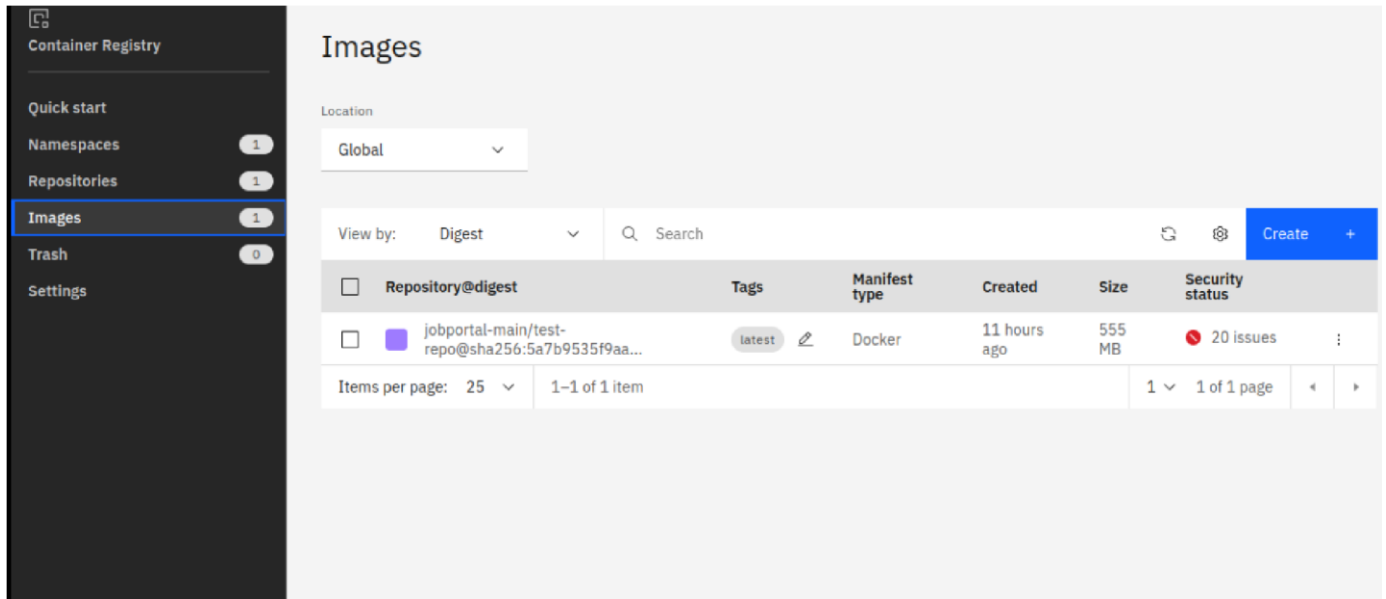 Container Registry
Quick start
Namespaces 1
Repositories 1
Images 1
Trash 0
Settings
Images
Location
Global
View by: Digest Search Create +
Repository@digest Tags Manifest type Created Size Security status
jobportal-main/test-
repo@sha256:5a7b9535f9aa... latest Docker 11 hours ago 555 MB 20 issues
Items per page: 25 1–1 of 1 item 1 1 of 1 page